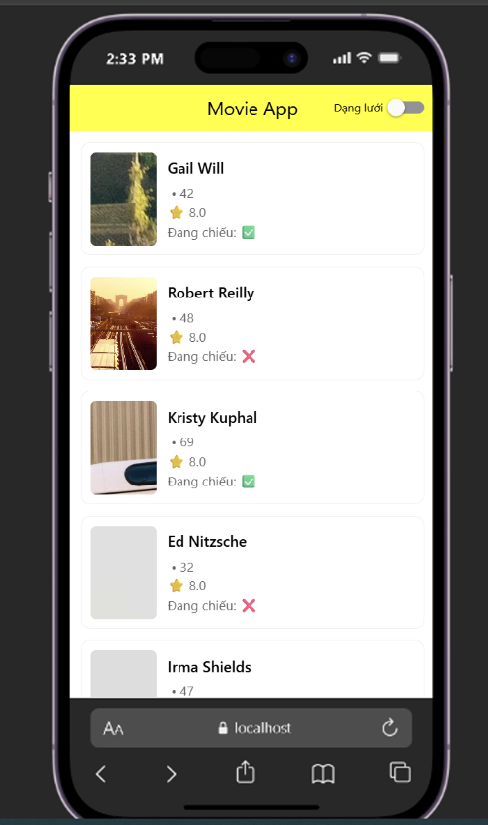 2:33 PM
Movie App
Dạng lưới
Gail Will
• 42
⭐ 8.0
Đang chiếu: ✅
Robert Reilly
• 48
⭐ 8.0
Đang chiếu: ❌
Kristy Kuphal
• 69
⭐ 8.0
Đang chiếu: ✅
Ed Nitzsche
• 32
⭐ 8.0
Đang chiếu: ❌
Irma Shields
• 47
AA localhost